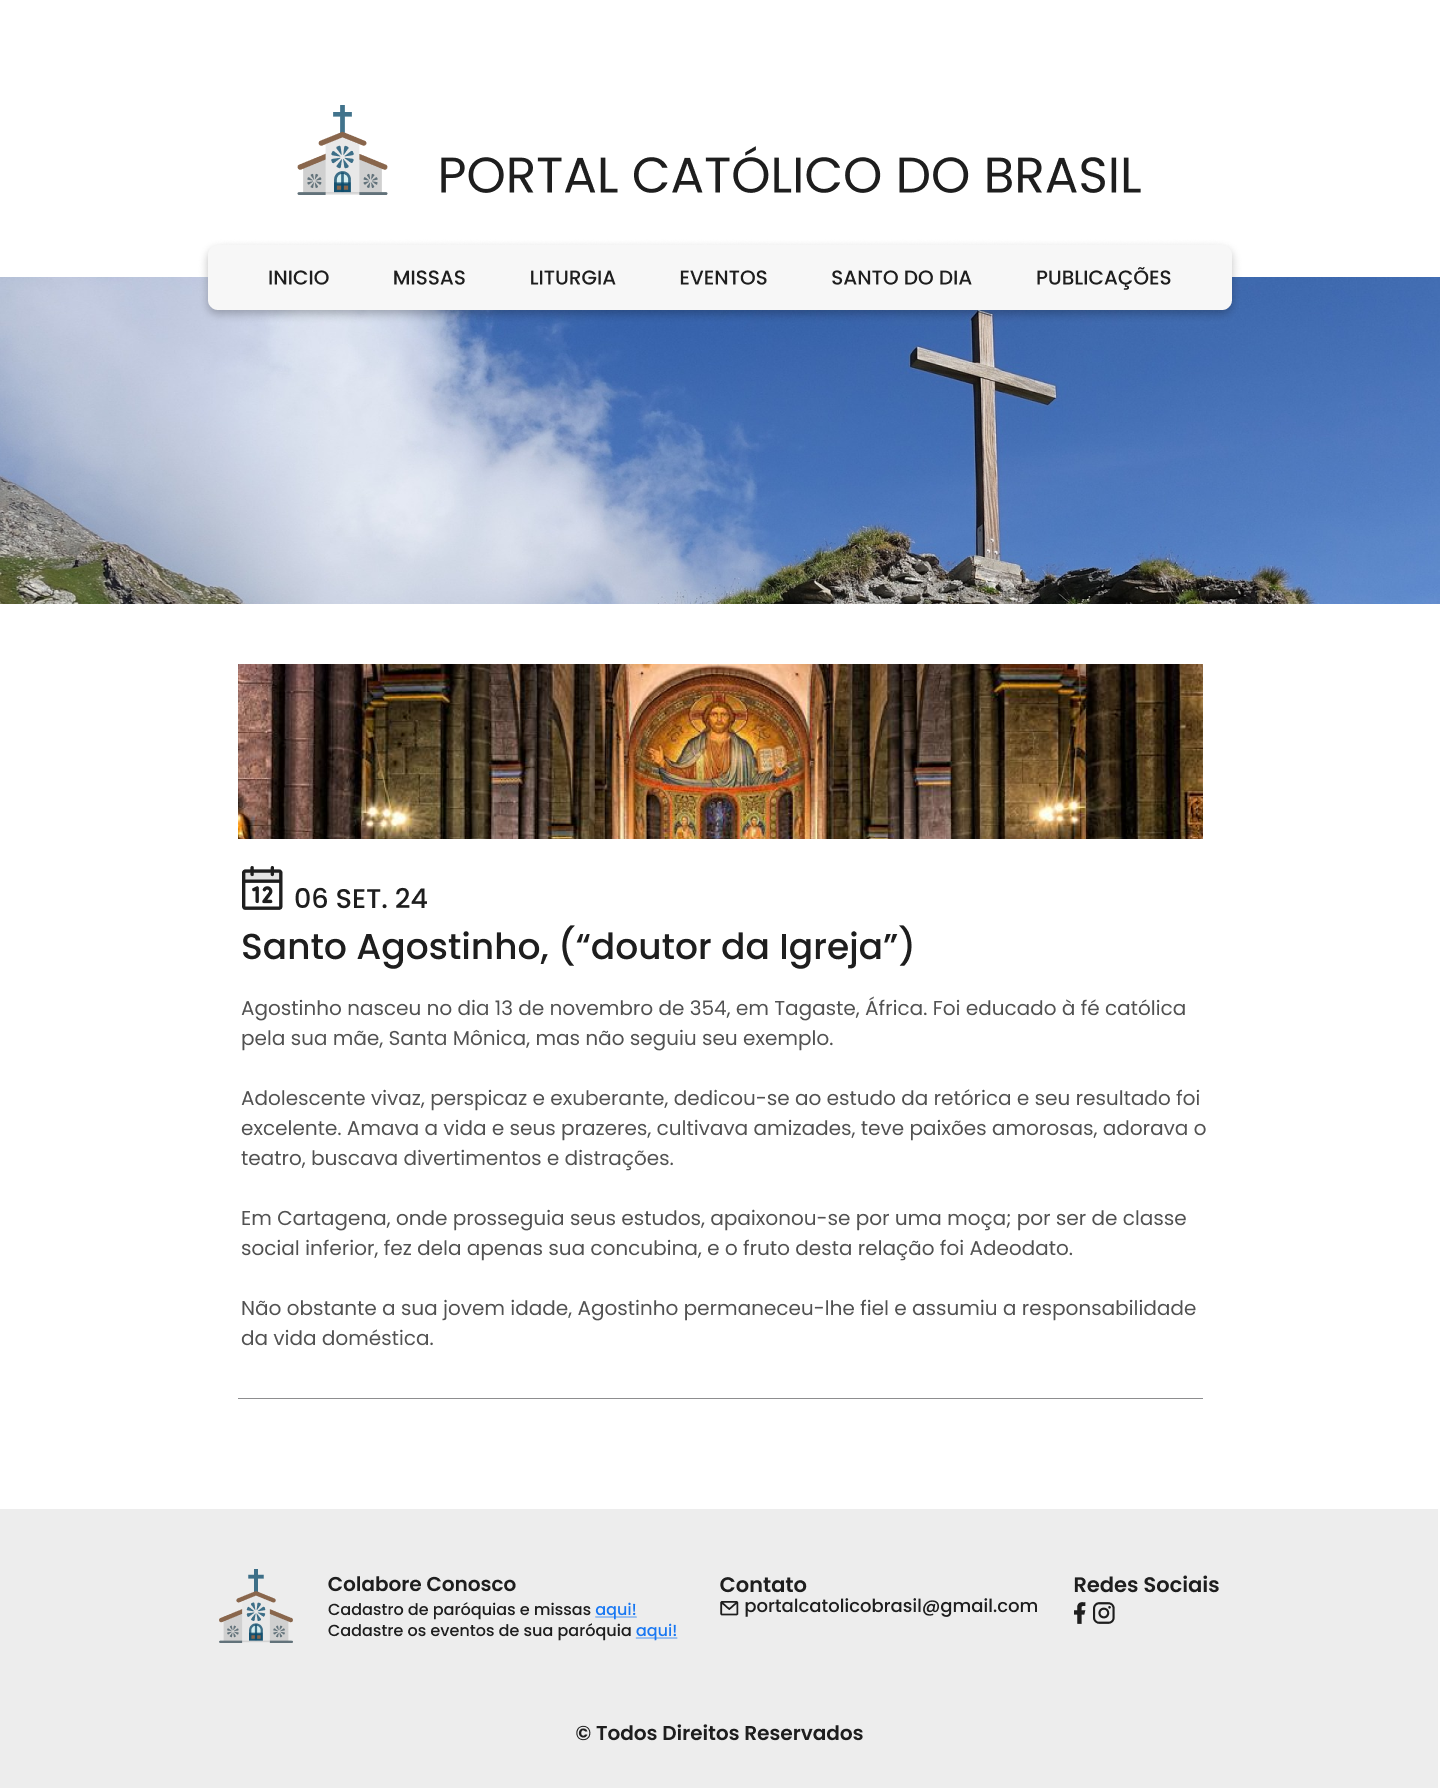 PORTAL CATÓLICO DO BRASIL
INICIO MISSAS LITURGIA EVENTOS SANTO DO DIA PUBLICAÇÕES
12 06 SET. 24
Santo Agostinho, (“doutor da Igreja”)
Agostinho nasceu no dia 13 de novembro de 354, em Tagaste, África. Foi educado à fé católica
pela sua mãe, Santa Mônica, mas não seguiu seu exemplo.
Adolescente vivaz, perspicaz e exuberante, dedicou-se ao estudo da retórica e seu resultado foi
excelente. Amava a vida e seus prazeres, cultivava amizades, teve paixões amorosas, adorava o
teatro, buscava divertimentos e distrações.
Em Cartagena, onde prosseguia seus estudos, apaixonou-se por uma moça; por ser de classe
social inferior, fez dela apenas sua concubina, e o fruto desta relação foi Adeodato.
Não obstante a sua jovem idade, Agostinho permaneceu-lhe fiel e assumiu a responsabilidade
da vida doméstica.
Colabore Conosco
Cadastro de paróquias e missas aqui!
Cadastre os eventos de sua paróquia aqui!
Contato
portalcatolicobrasil@gmail.com
Redes Sociais
© Todos Direitos Reservados